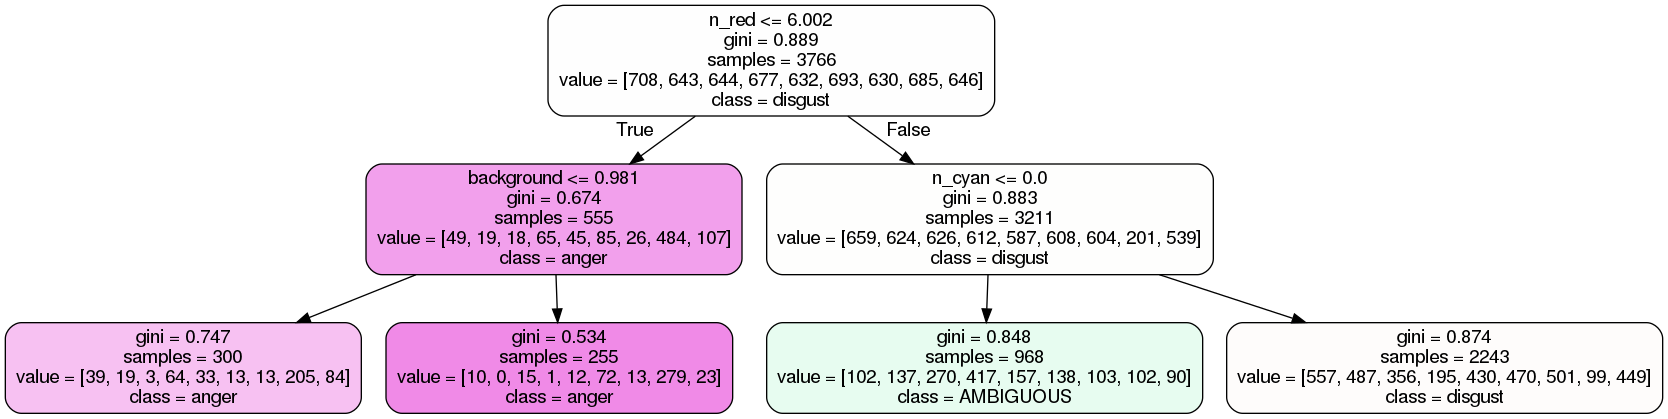 n_red <= 6.002
gini = 0.889
samples = 3766
value = [708, 643, 644, 677, 632, 693, 630, 685, 646]
class = disgust
True
False
background <= 0.981
gini = 0.674
samples = 555
value = [49, 19, 18, 65, 45, 85, 26, 484, 107]
class = anger
n_cyan <= 0.0
gini = 0.883
samples = 3211
value = [659, 624, 626, 612, 587, 608, 604, 201, 539]
class = disgust
gini = 0.747
samples = 300
value = [39, 19, 3, 64, 33, 13, 13, 205, 84]
class = anger
gini = 0.534
samples = 255
value = [10, 0, 15, 1, 12, 72, 13, 279, 23]
class = anger
gini = 0.848
samples = 968
value = [102, 137, 270, 417, 157, 138, 103, 102, 90]
class = AMBIGUOUS
gini = 0.874
samples = 2243
value = [557, 487, 356, 195, 430, 470, 501, 99, 449]
class = disgust